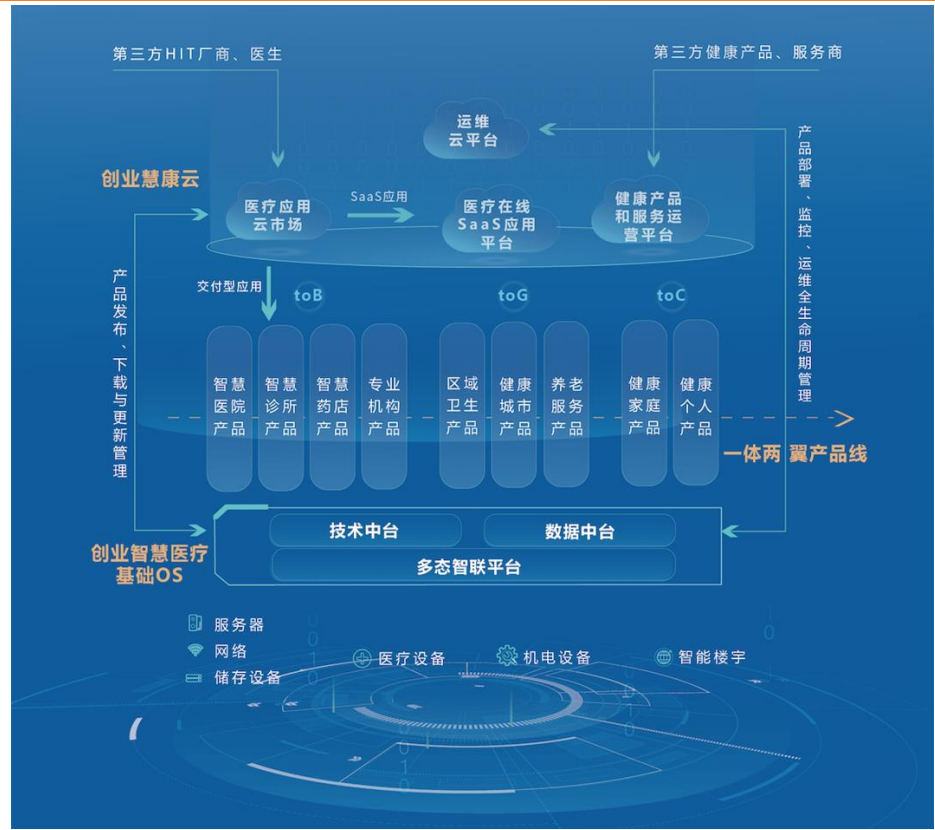 第三方HIT厂商、医生
第三方健康产品、服务商
运维
云平台
创业慧康云
医疗应用
云市场
SaaS应用
医疗在线
SaaS应用
平台
健康产品
和服务运
营平台
产品部署、监控、运维全生命周期管理
产品发布、下载与更新管理
交付型应用
toB
toG
toC
智慧
医院
产品
智慧
诊所
产品
智慧
药店
产品
专业
机构
产品
区域
卫生
产品
健康
城市
产品
养老
服务
产品
健康
家庭
产品
健康
个人
产品
一体两 翼产品线
创业智慧医疗
基础OS
技术中台
数据中台
多态智联平台
服务器
网络
储存设备
医疗设备
机电设备
智能楼宇